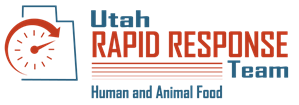 Utah
RAPID RESPONSE
Team
Human and Animal Food